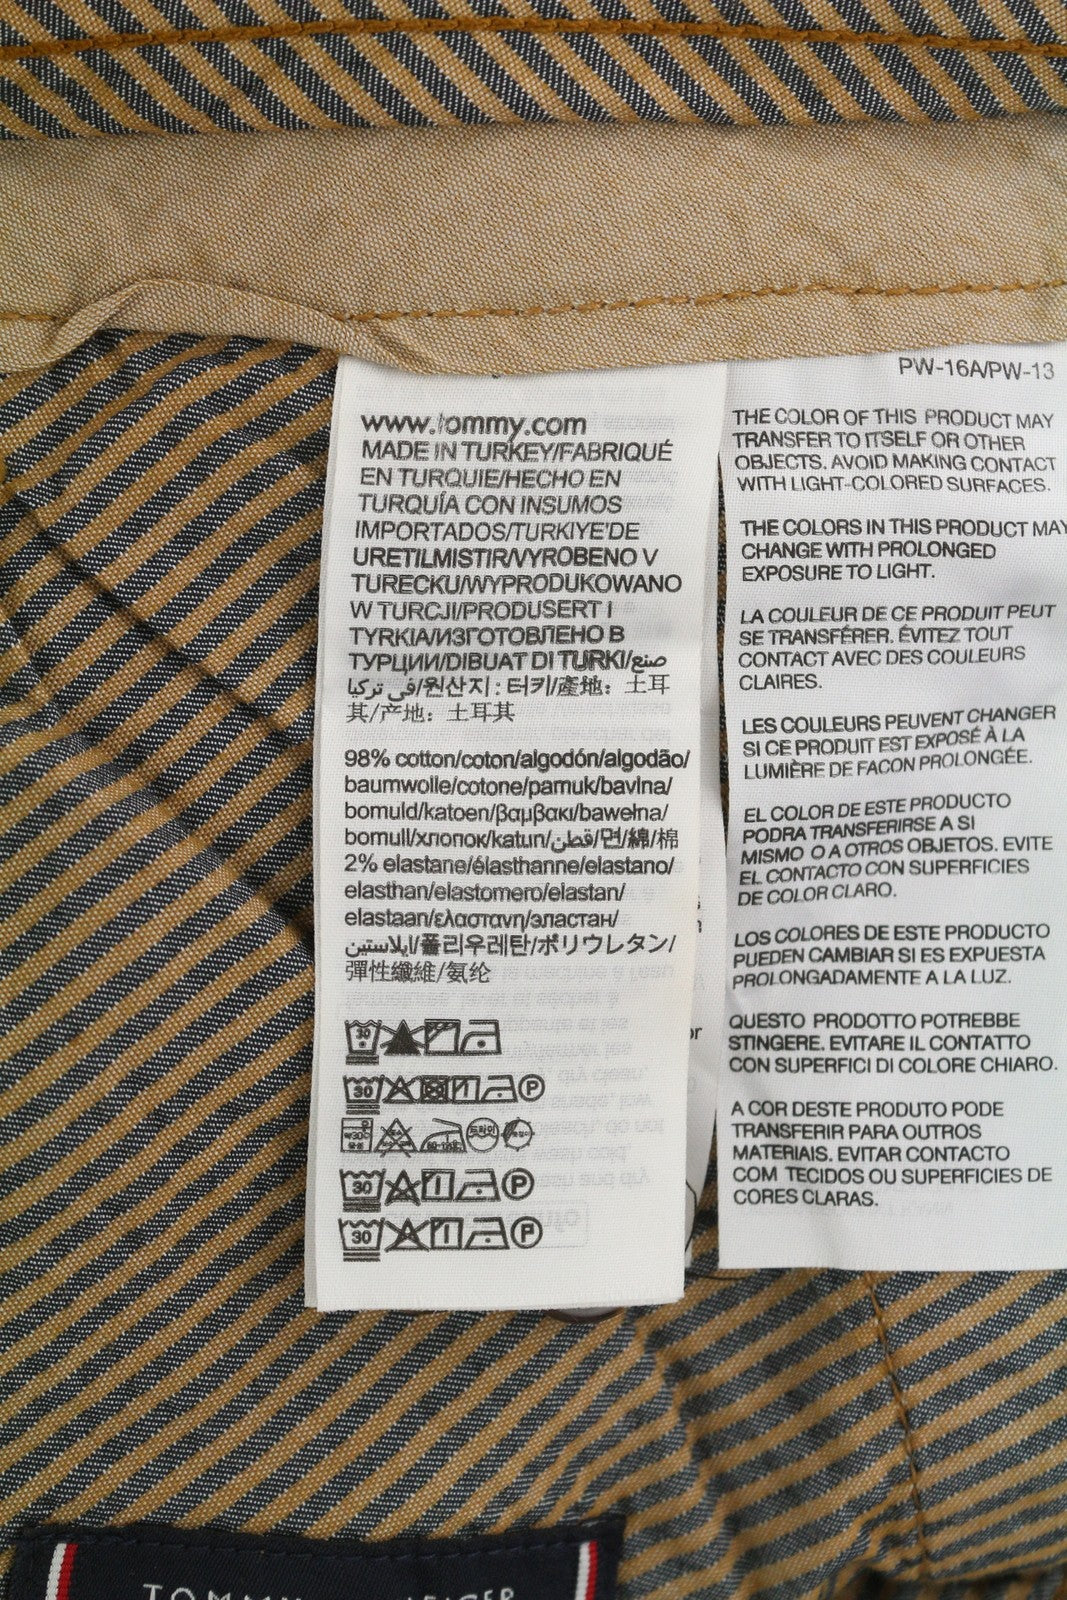 www.tommy.com
MADE IN TURKEY/FABRIQUÉ
EN TURQUIE/HECHO EN
TURQUÍA CON INSUMOS
IMPORTADOS/TURKIYE'DE
URETILMISTIR/VYROBENO V
TURECKU/WYPRODUKOWANO
W TURCJI/PRODUSERT I
TYRKIA/ИЗГОТОВЛЕНО В
ТУРЦИИ/DIBUAT DI TURKI/صنع
في تركيا/원산지 : 터키/產地：土耳
其/产地：土耳其
98% cotton/coton/algodón/algodão/
baumwolle/cotone/pamuk/bavlna/
bomuld/katoen/βαμβακι/bawełna/
bomull/хлопок/katun/قطن/면/綿/棉
2% elastane/élasthanne/elastano/
elasthan/elastomero/elastan/
elastaan/ελαστανη/эластан/
ايلاستين/폴리우레탄/ポリウレタン/
彈性纖維/氨纶
30
30 P
30 P
30 P
PW-16A/PW-13
THE COLOR OF THIS PRODUCT MAY
TRANSFER TO ITSELF OR OTHER
OBJECTS. AVOID MAKING CONTACT
WITH LIGHT-COLORED SURFACES.
THE COLORS IN THIS PRODUCT MAY
CHANGE WITH PROLONGED
EXPOSURE TO LIGHT.
LA COULEUR DE CE PRODUIT PEUT
SE TRANSFÉRER. ÉVITEZ TOUT
CONTACT AVEC DES COULEURS
CLAIRES.
LES COULEURS PEUVENT CHANGER
SI CE PRODUIT EST EXPOSÉ À LA
LUMIÈRE DE FACON PROLONGÉE.
EL COLOR DE ESTE PRODUCTO
PODRA TRANSFERIRSE A SI
MISMO O A OTROS OBJETOS. EVITE
EL CONTACTO CON SUPERFICIES
DE COLOR CLARO.
LOS COLORES DE ESTE PRODUCTO
PUEDEN CAMBIAR SI ES EXPUESTA
PROLONGADAMENTE A LA LUZ.
QUESTO PRODOTTO POTREBBE
STINGERE. EVITARE IL CONTATTO
CON SUPERFICI DI COLORE CHIARO.
A COR DESTE PRODUTO PODE
TRANSFERIR PARA OUTROS
MATERIAIS. EVITAR CONTACTO
COM TECIDOS OU SUPERFICIES DE
CORES CLARAS.
TOMMY